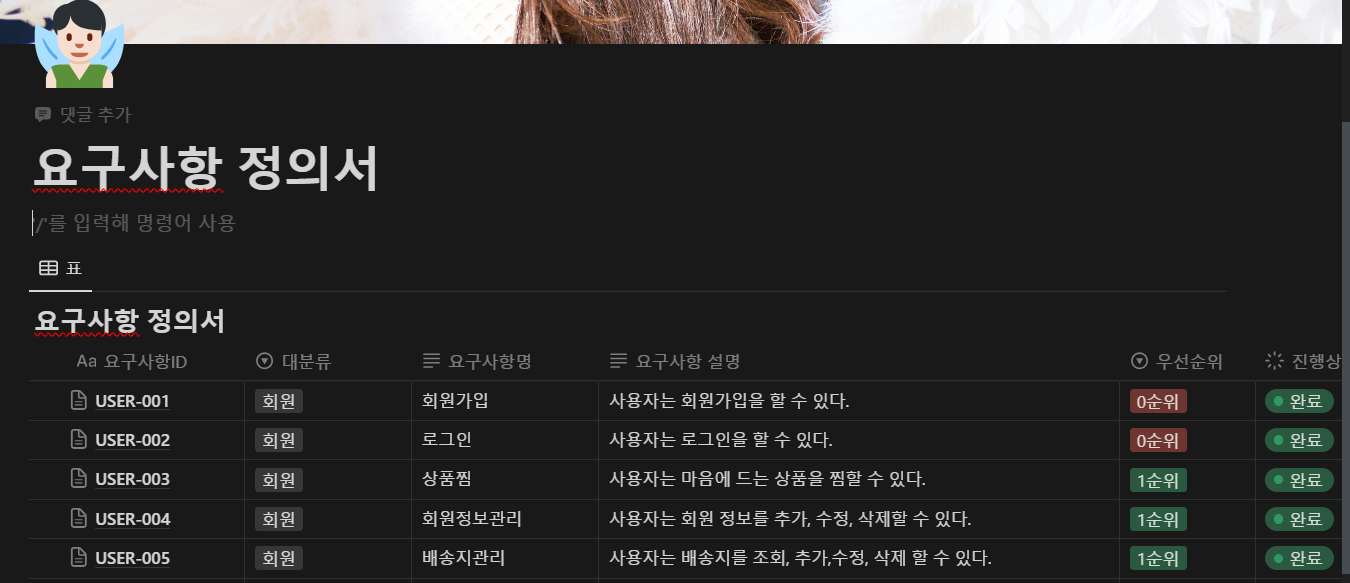 댓글 추가
요구사항 정의서
'/'를 입력해 명령어 사용
표
요구사항 정의서
Aa 요구사항ID 대분류 요구사항명 요구사항 설명 우선순위 진행상
USER-001 회원 회원가입 사용자는 회원가입을 할 수 있다. 0순위 완료
USER-002 회원 로그인 사용자는 로그인을 할 수 있다. 0순위 완료
USER-003 회원 상품찜 사용자는 마음에 드는 상품을 찜할 수 있다. 1순위 완료
USER-004 회원 회원정보관리 사용자는 회원 정보를 추가, 수정, 삭제할 수 있다. 1순위 완료
USER-005 회원 배송지관리 사용자는 배송지를 조회, 추가,수정, 삭제 할 수 있다. 1순위 완료